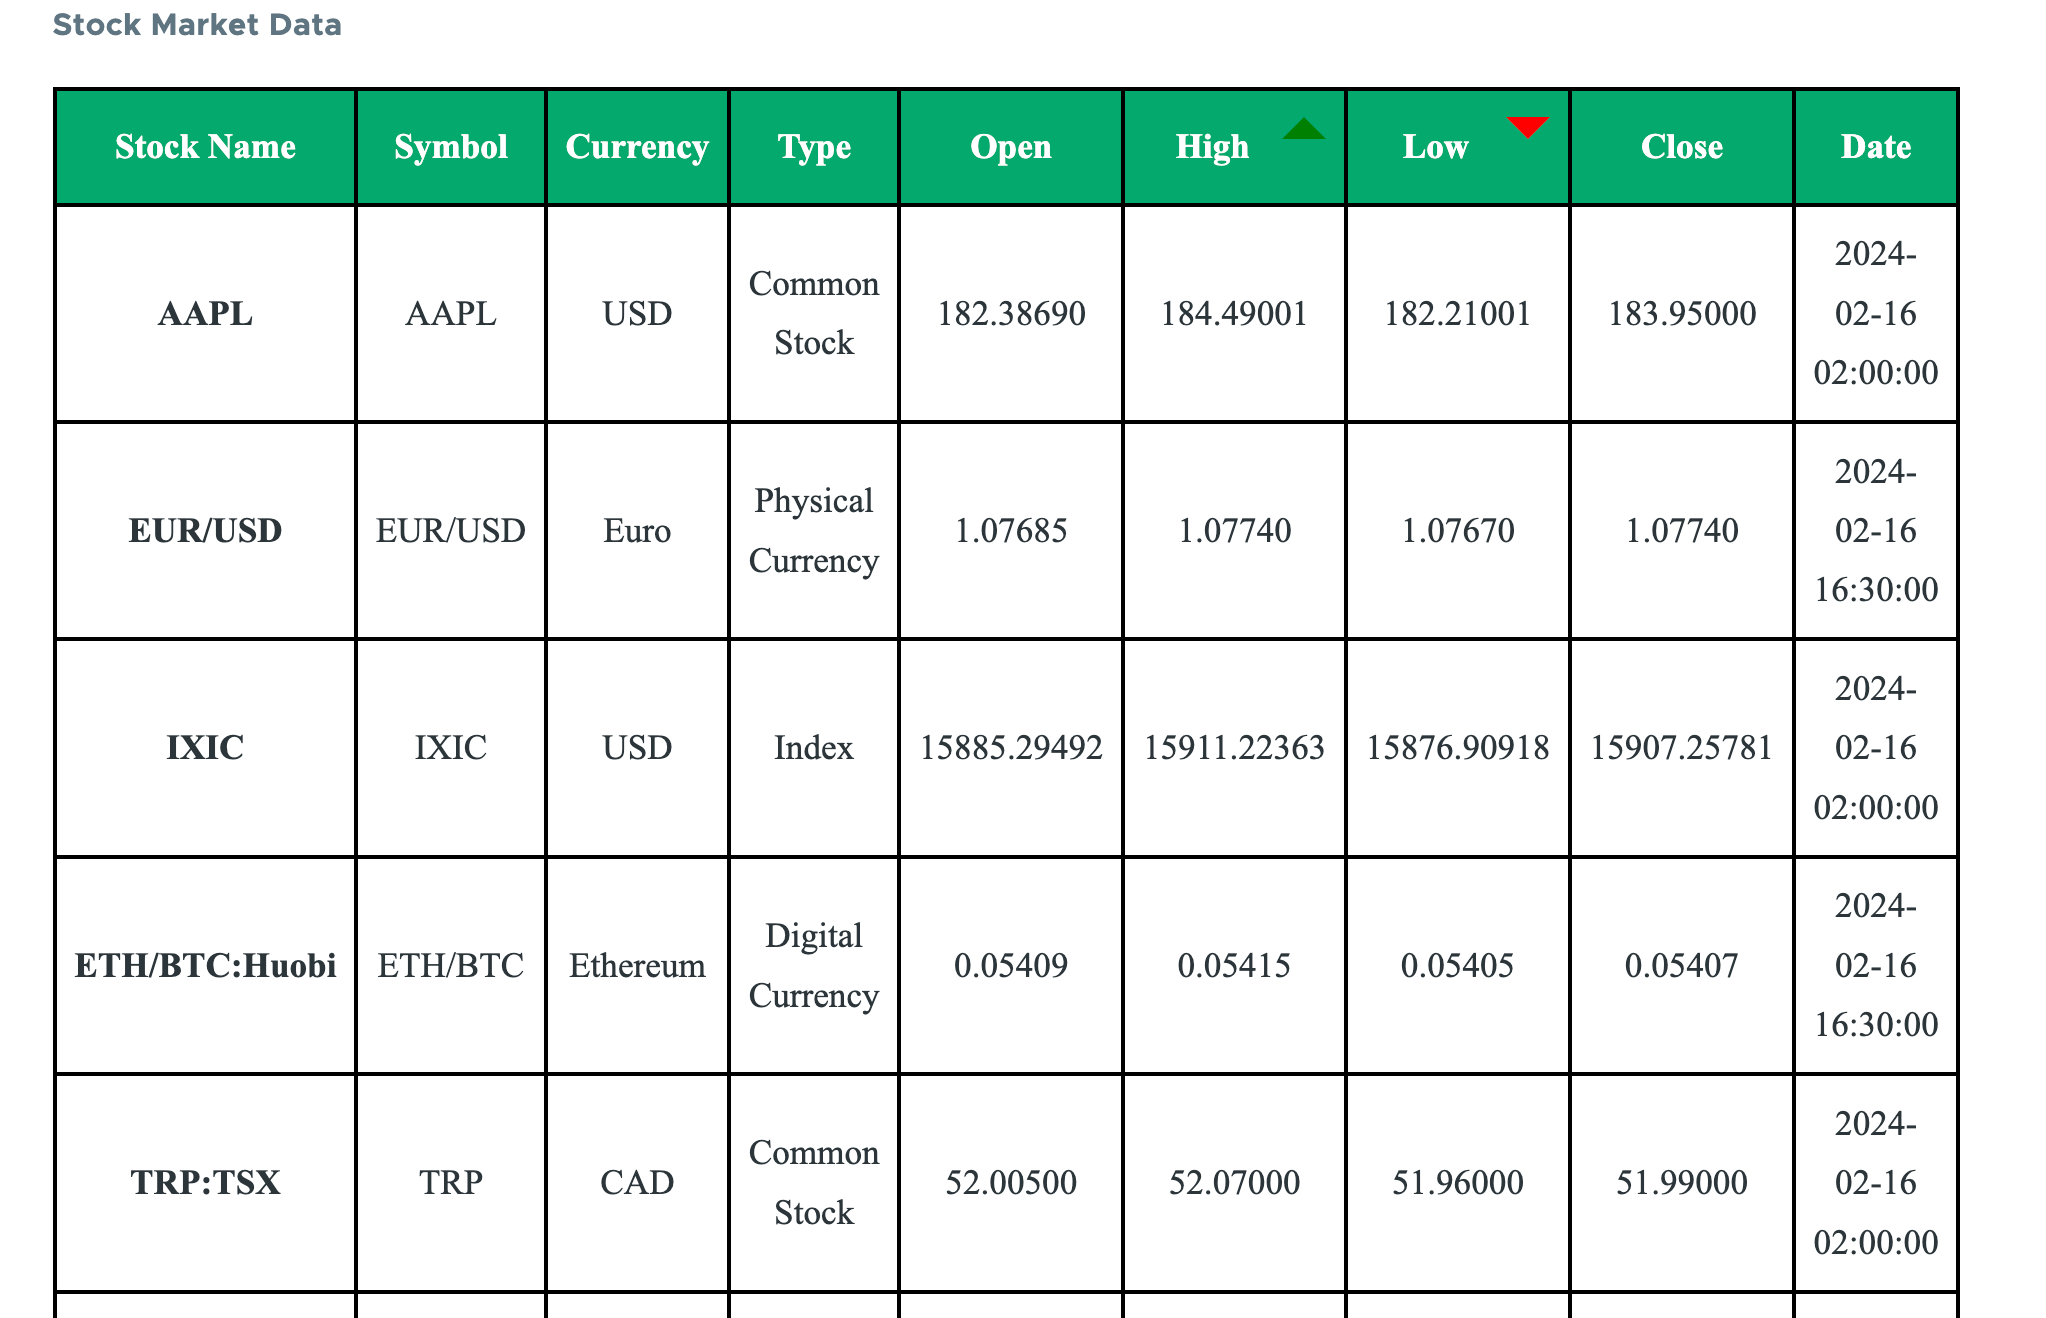 Stock Market Data
Stock Name Symbol Currency Type Open High Low Close Date
AAPL AAPL USD Common Stock 182.38690 184.49001 182.21001 183.95000 2024-02-16 02:00:00
EUR/USD EUR/USD Euro Physical Currency 1.07685 1.07740 1.07670 1.07740 2024-02-16 16:30:00
IXIC IXIC USD Index 15885.29492 15911.22363 15876.90918 15907.25781 2024-02-16 02:00:00
ETH/BTC:Huobi ETH/BTC Ethereum Digital Currency 0.05409 0.05415 0.05405 0.05407 2024-02-16 16:30:00
TRP:TSX TRP CAD Common Stock 52.00500 52.07000 51.96000 51.99000 2024-02-16 02:00:00